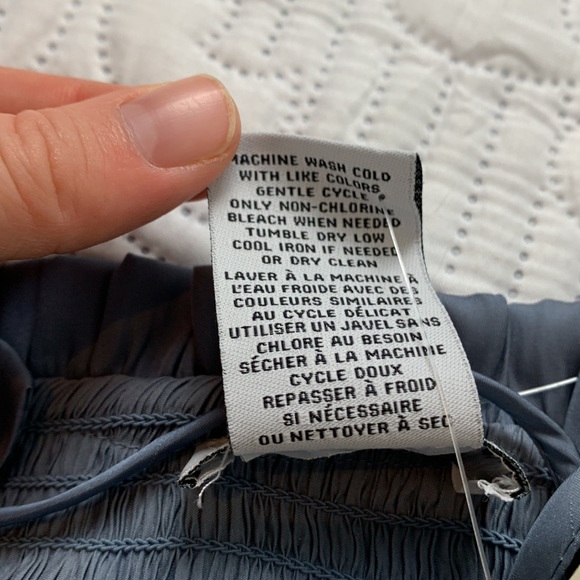 MACHINE WASH COLD
WITH LIKE COLORS
GENTLE CYCLE
ONLY NON-CHLORINE
BLEACH WHEN NEEDED
TUMBLE DRY LOW
COOL IRON IF NEEDED
OR DRY CLEAN
LAVER À LA MACHINE À
L'EAU FROIDE AVEC DES
COULEURS SIMILAIRES
AU CYCLE DÉLICAT
UTILISER UN JAVEL SANS
CHLORE AU BESOIN
SÉCHER À LA MACHINE
CYCLE DOUX
REPASSER À FROID
SI NÉCESSAIRE
OU NETTOYER À SEC